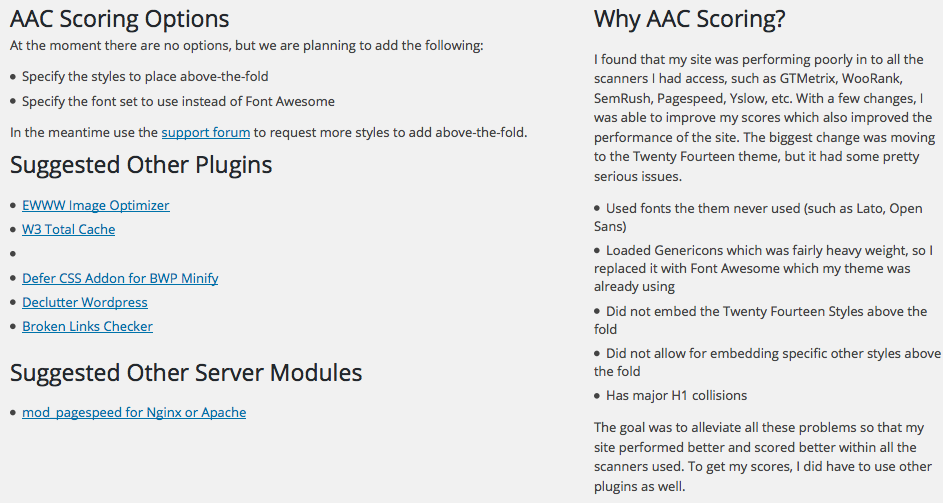 AAC Scoring Options
At the moment there are no options, but we are planning to add the following:
• Specify the styles to place above-the-fold
• Specify the font set to use instead of Font Awesome
In the meantime use the support forum to request more styles to add above-the-fold.
Suggested Other Plugins
• EWWW Image Optimizer
• W3 Total Cache
•
• Defer CSS Addon for BWP Minify
• Declutter Wordpress
• Broken Links Checker
Suggested Other Server Modules
• mod_pagespeed for Nginx or Apache
Why AAC Scoring?
I found that my site was performing poorly in to all the
scanners I had access, such as GTMetrix, WooRank,
SemRush, Pagespeed, Yslow, etc. With a few changes, I
was able to improve my scores which also improved the
performance of the site. The biggest change was moving
to the Twenty Fourteen theme, but it had some pretty
serious issues.
• Used fonts the them never used (such as Lato, Open
Sans)
• Loaded Genericons which was fairly heavy weight, so I
replaced it with Font Awesome which my theme was
already using
• Did not embed the Twenty Fourteen Styles above the
fold
• Did not allow for embedding specific other styles above
the fold
• Has major H1 collisions
The goal was to alleviate all these problems so that my
site performed better and scored better within all the
scanners used. To get my scores, I did have to use other
plugins as well.